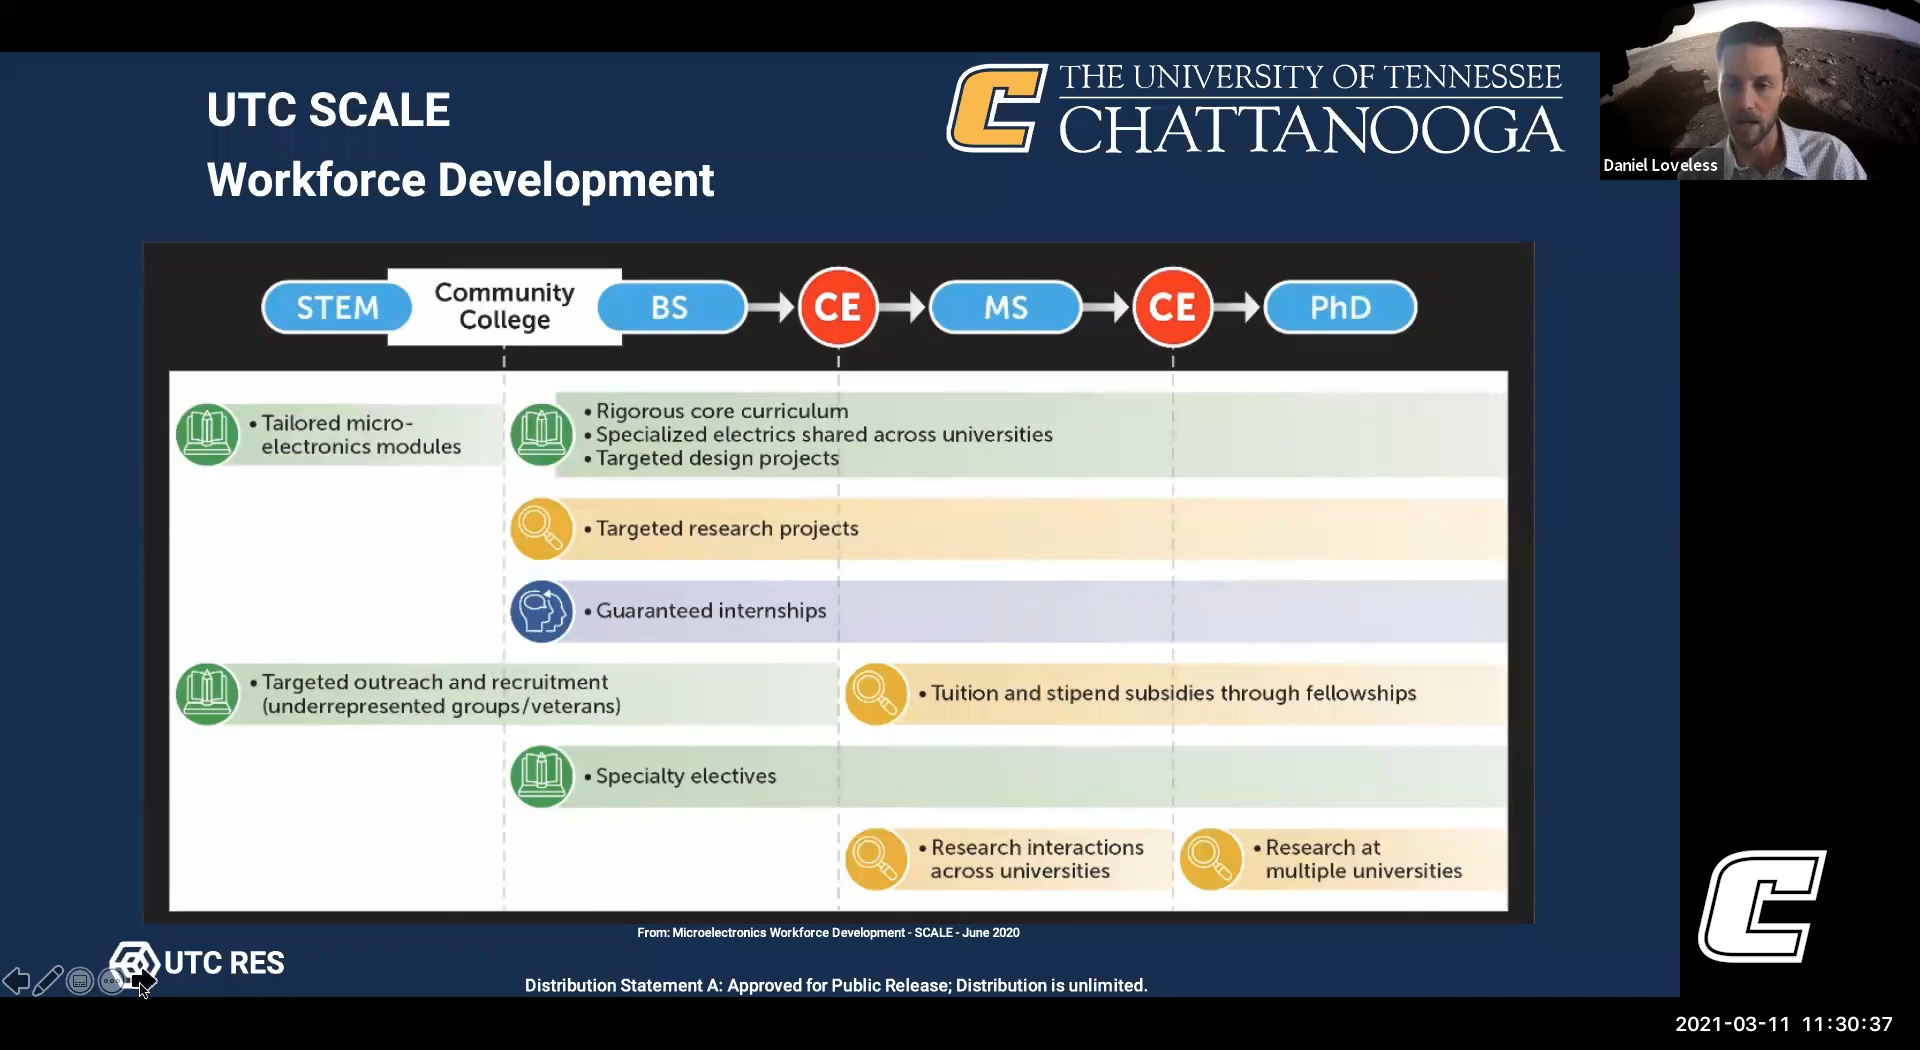 UTC SCALE
Workforce Development
THE UNIVERSITY OF TENNESSEE
CHATTANOOGA
Daniel Loveless
STEM
Community
College
BS
CE
MS
CE
PhD
• Tailored micro-
electronics modules
• Rigorous core curriculum
• Specialized electrics shared across universities
• Targeted design projects
• Targeted research projects
• Guaranteed internships
• Targeted outreach and recruitment
(underrepresented groups/veterans)
• Tuition and stipend subsidies through fellowships
• Specialty electives
• Research interactions
across universities
• Research at
multiple universities
From: Microelectronics Workforce Development - SCALE - June 2020
UTC RES
Distribution Statement A: Approved for Public Release; Distribution is unlimited.
C
2021-03-11 11:30:37